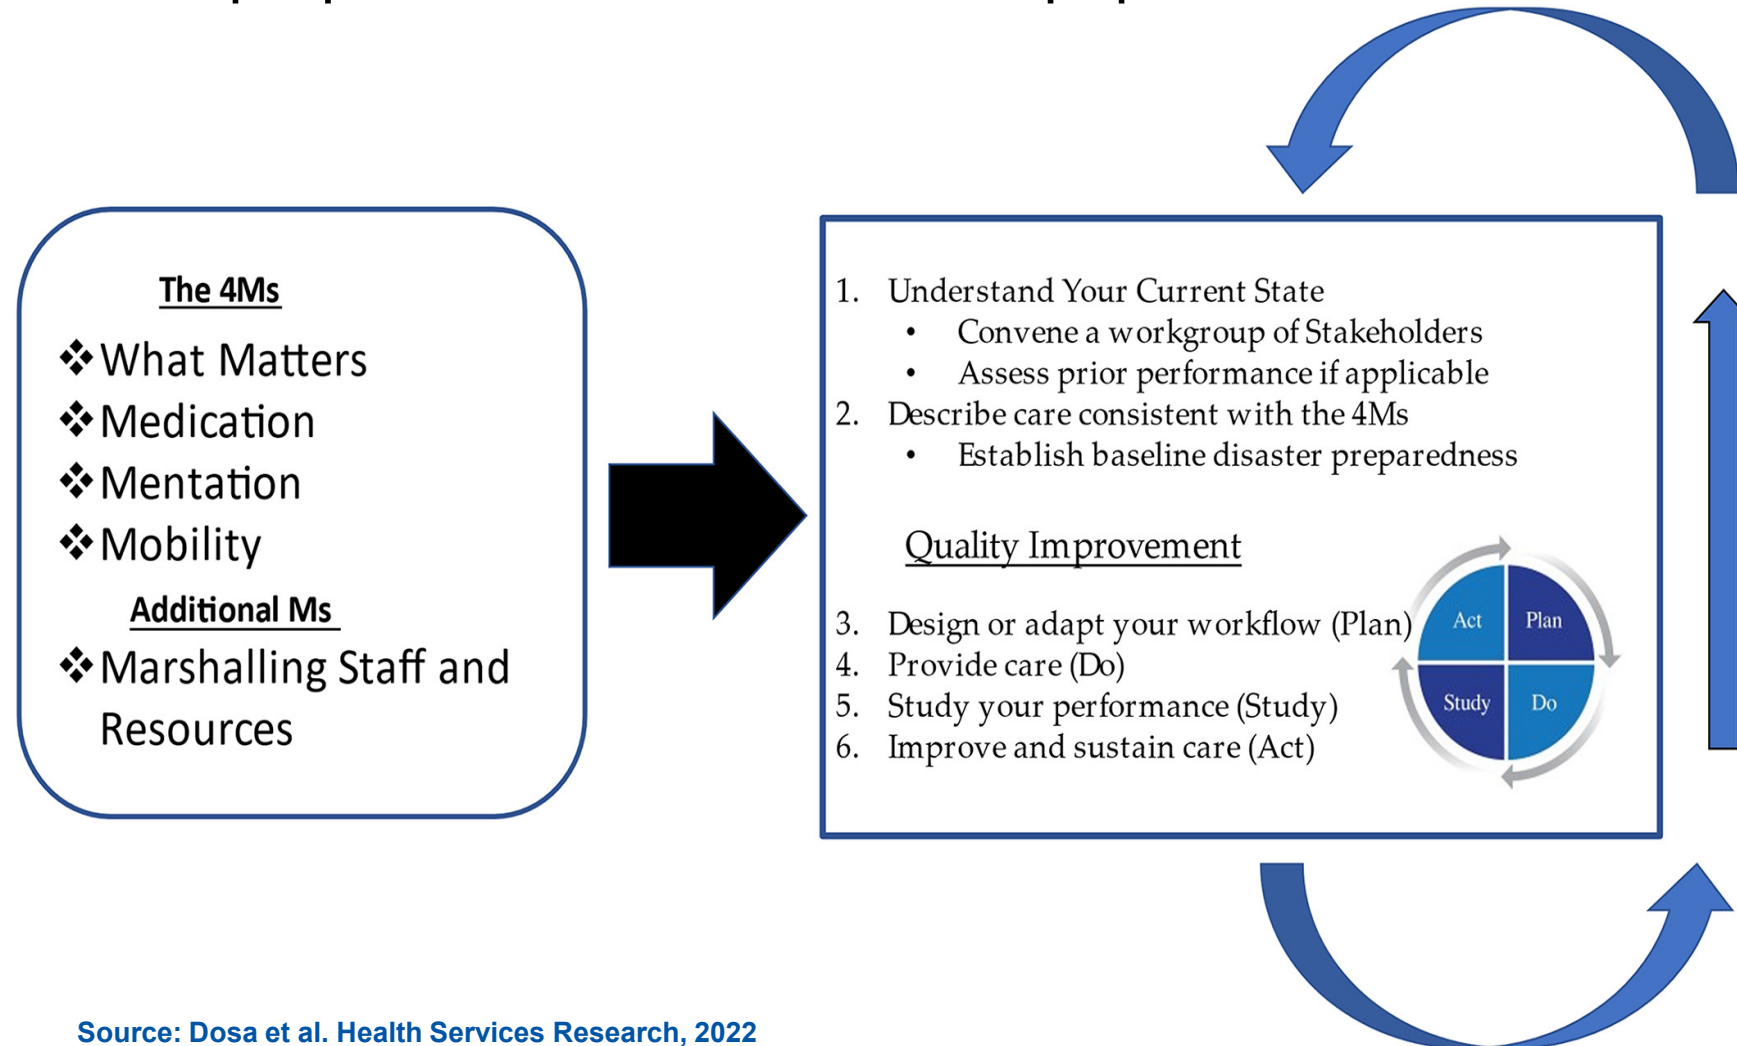 The 4Ms
❖What Matters
❖Medication
❖Mentation
❖Mobility
Additional Ms
❖Marshalling Staff and
Resources
1. Understand Your Current State
• Convene a workgroup of Stakeholders
• Assess prior performance if applicable
2. Describe care consistent with the 4Ms
• Establish baseline disaster preparedness
Quality Improvement
3. Design or adapt your workflow (Plan)
4. Provide care (Do)
5. Study your performance (Study)
6. Improve and sustain care (Act)
Act Plan
Study Do
Source: Dosa et al. Health Services Research, 2022